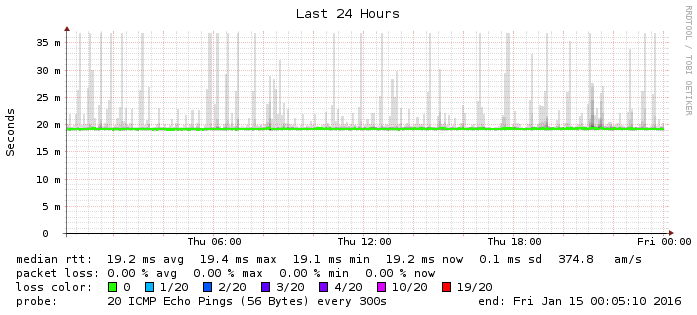 Last 24 Hours
RRDTOOL / TOBI OETIKER
Seconds
35 m
30 m
25 m
20 m
15 m
10 m
5 m
0
Thu 06:00 Thu 12:00 Thu 18:00 Fri 00:00
median rtt: 19.2 ms avg 19.4 ms max 19.1 ms min 19.2 ms now 0.1 ms sd 374.8 am/s
packet loss: 0.00 % avg 0.00 % max 0.00 % min 0.00 % now
loss color: 0 1/20 2/20 3/20 4/20 10/20 19/20
probe: 20 ICMP Echo Pings (56 Bytes) every 300s end: Fri Jan 15 00:05:10 2016